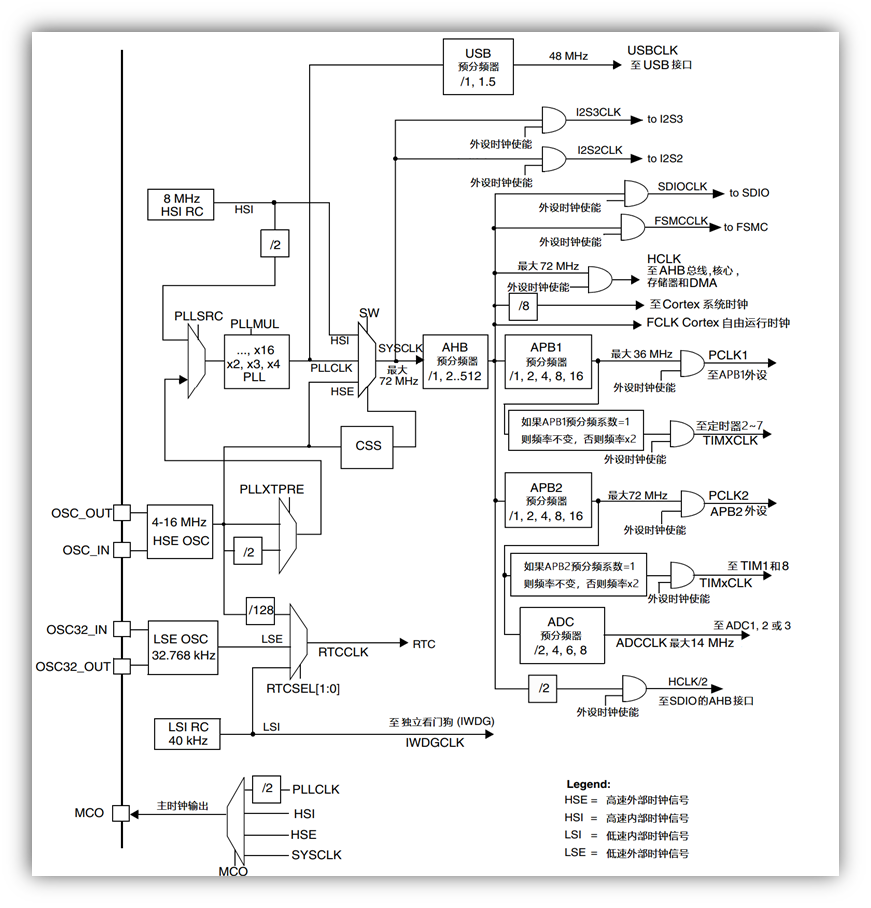 USB
预分频器
/1, 1.5
48 MHz
USBCLK
至USB 接口
I2S3CLK
to I2S3
外设时钟使能
I2S2CLK
to I2S2
外设时钟使能
8 MHz
HSI RC
HSI
/2
SDIOCLK
to SDIO
外设时钟使能
FSMCCLK
to FSMC
外设时钟使能
最大72 MHz
外设时钟使能
HCLK
至AHB 总线,核心,
存储器和DMA
/8
至Cortex 系统时钟
FCLK Cortex 自由运行时钟
PLLSRC
PLLMUL
..., x16
x2, x3, x4
PLL
SW
HSI
PLLCLK
HSE
SYSCLK
最大
72 MHz
AHB
预分频器
/1, 2..512
APB1
预分频器
/1, 2, 4, 8, 16
最大 36 MHz
外设时钟使能
PCLK1
至APB1外设
如果APB1预分频系数=1
则频率不变，否则频率x2
外设时钟使能
至定时器2~7
TIMXCLK
CSS
PLLXTPRE
OSC_OUT
OSC_IN
4-16 MHz
HSE OSC
/2
APB2
预分频器
/1, 2, 4, 8, 16
最大72 MHz
外设时钟使能
PCLK2
APB2 外设
如果APB2预分频系数=1
则频率不变，否则频率x2
外设时钟使能
至 TIM1 和 8
TIMxCLK
ADC
预分频器
/2, 4, 6, 8
至 ADC1, 2 或 3
ADCCLK 最大14 MHz
/2
外设时钟使能
HCLK/2
至SDIO的AHB 接口
OSC32_IN
OSC32_OUT
LSE OSC
32.768 kHz
/128
LSE
RTCCLK
RTC
RTCSEL[1:0]
LSI RC
40 kHz
LSI
至 独立看门狗 (IWDG)
IWDGCLK
MCO
主时钟输出
/2
PLLCLK
HSI
HSE
SYSCLK
MCO
Legend:
HSE = 高速外部时钟信号
HSI = 高速内部时钟信号
LSI = 低速内部时钟信号
LSE = 低速外部时钟信号